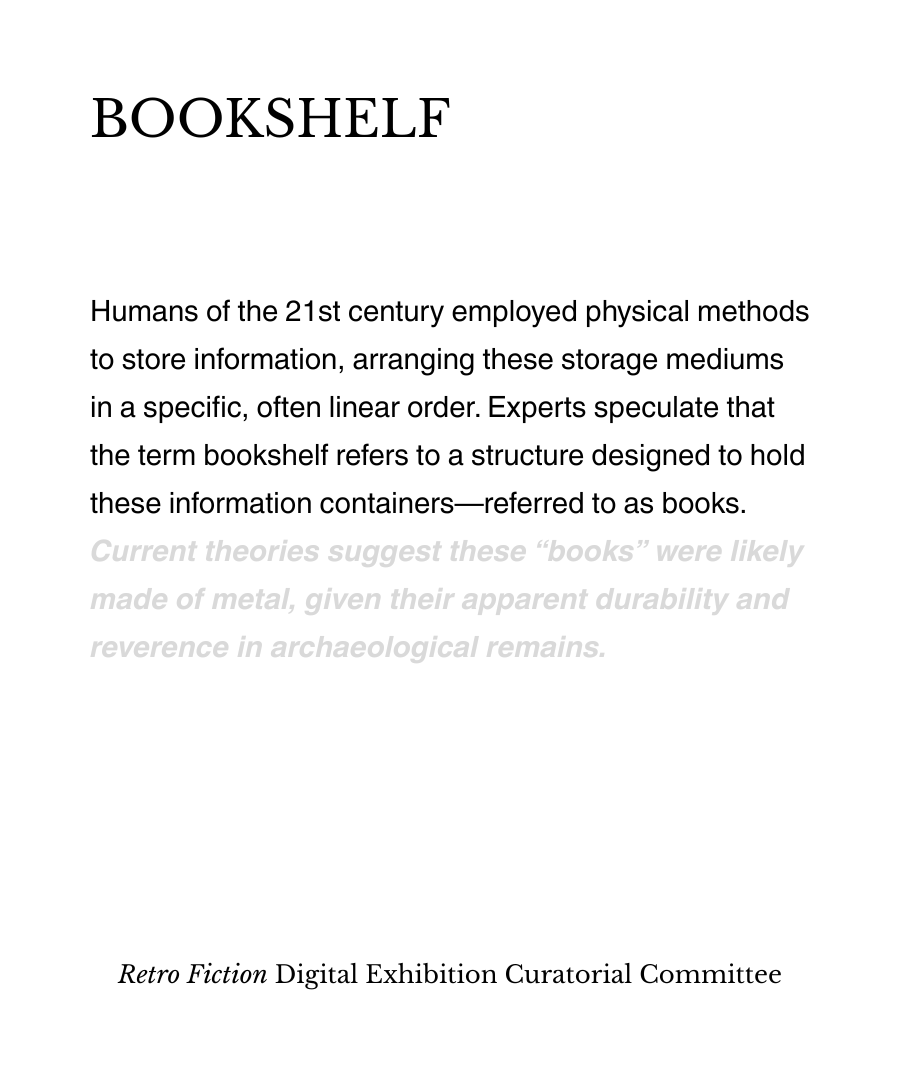 BOOKSHELF
Humans of the 21st century employed physical methods
to store information, arranging these storage mediums
in a specific, often linear order. Experts speculate that
the term bookshelf refers to a structure designed to hold
these information containers—referred to as books.
Current theories suggest these “books” were likely
made of metal, given their apparent durability and
reverence in archaeological remains.
Retro Fiction Digital Exhibition Curatorial Committee